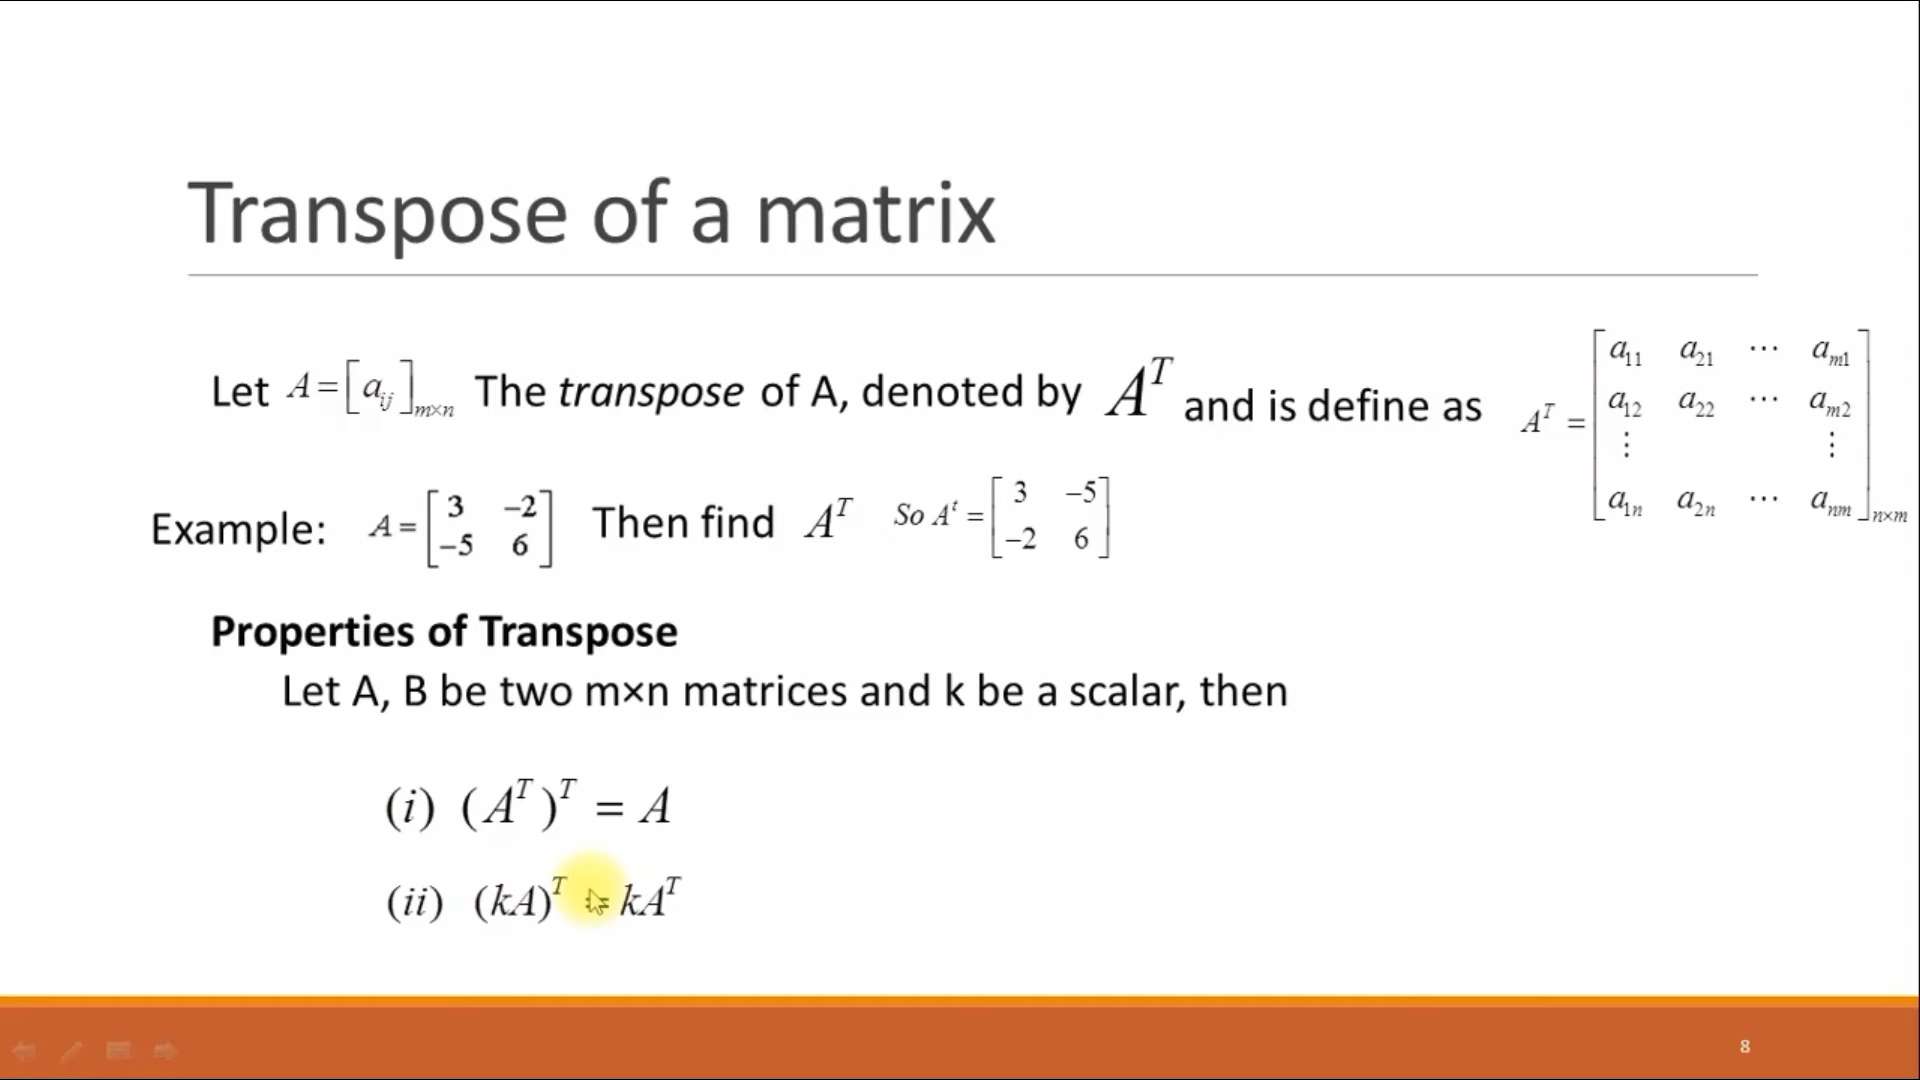 Transpose of a matrix
Let A = [a_ij]_m×n The transpose of A, denoted by A^T and is define as A^T = [a_11 a_21 ⋯ a_m1
a_12 a_22 ⋯ a_m2
⋮ ⋮
a_1n a_2n ⋯ a_nm]_n×m
Example: A = [3 −2
−5 6] Then find A^T So A^t = [3 −5
−2 6]
Properties of Transpose
Let A, B be two m×n matrices and k be a scalar, then
(i) (A^T)^T = A
(ii) (kA)^T = kA^T
8